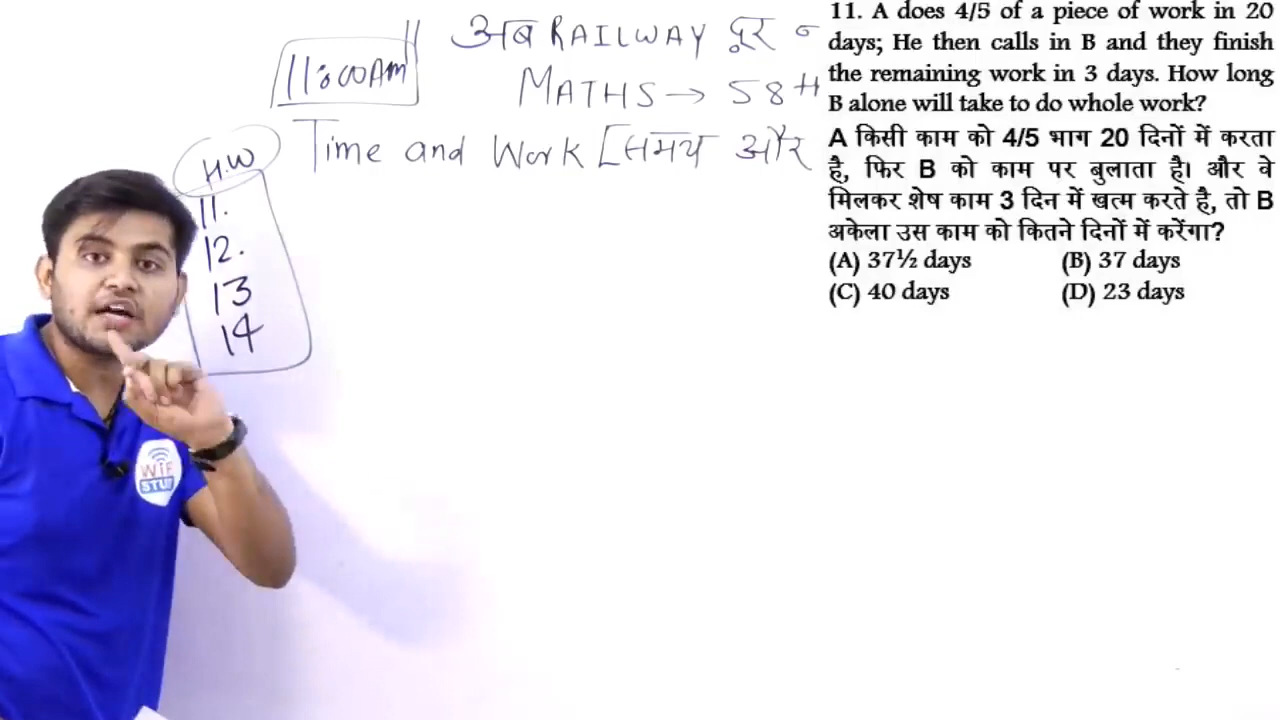 11:00Am
अब RAILWAY दूर न
MATHS → 58
Time and Work [समय और
H.W
11.
12.
13
14
WiF
STU
11. A does 4/5 of a piece of work in 20
days; He then calls in B and they finish
the remaining work in 3 days. How long
B alone will take to do whole work?
A किसी काम को 4/5 भाग 20 दिनों में करता
है, फिर B को काम पर बुलाता है। और वे
मिलकर शेष काम 3 दिन में खत्म करते है, तो B
अकेला उस काम को कितने दिनों में करेंगा?
(A) 37½ days (B) 37 days
(C) 40 days (D) 23 days